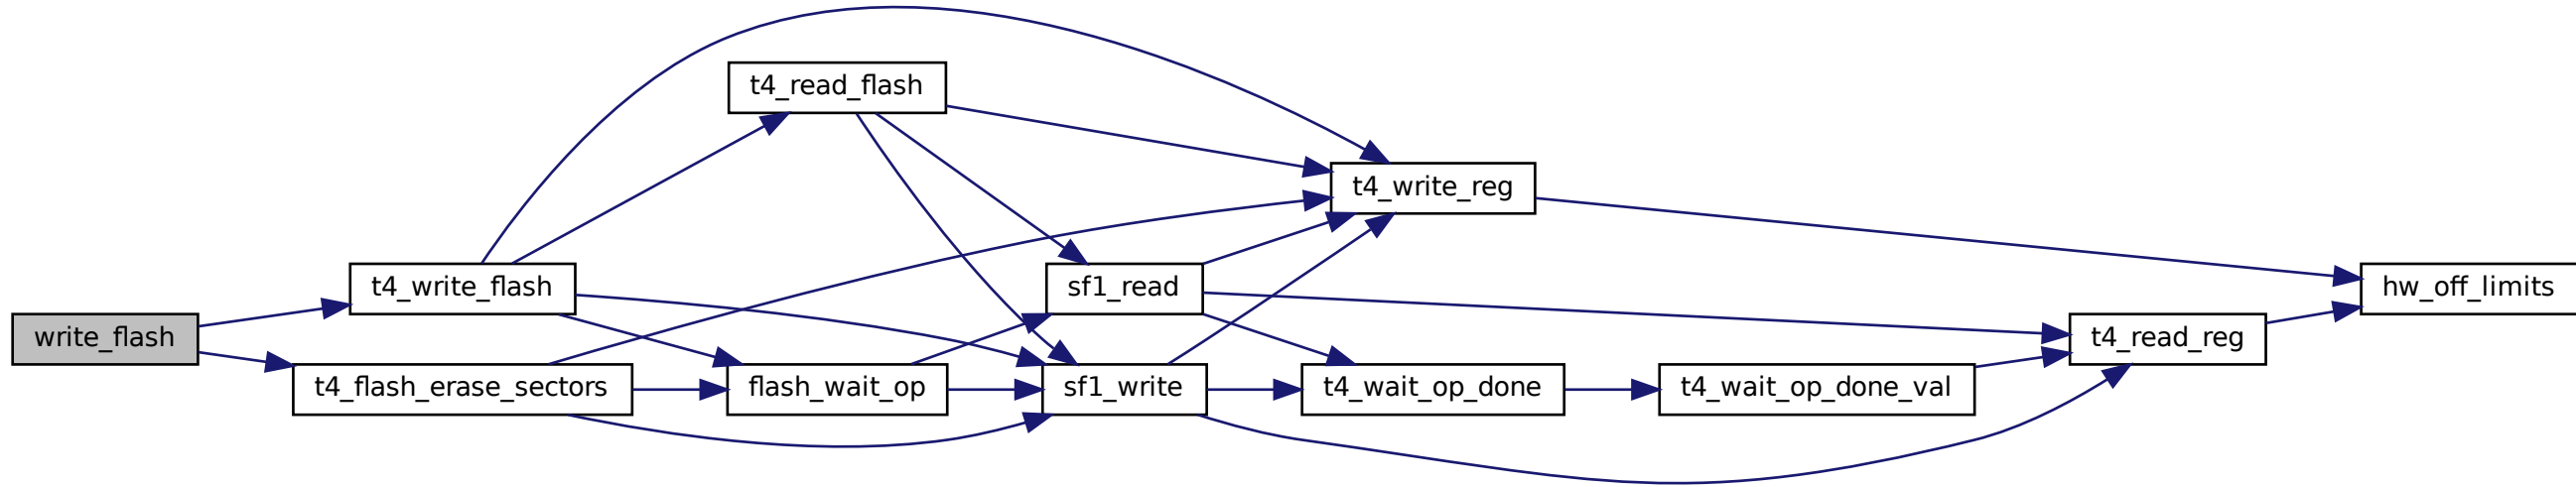 write_flash
t4_write_flash
t4_flash_erase_sectors
t4_read_flash
flash_wait_op
sf1_read
sf1_write
t4_write_reg
t4_wait_op_done
t4_wait_op_done_val
t4_read_reg
hw_off_limits